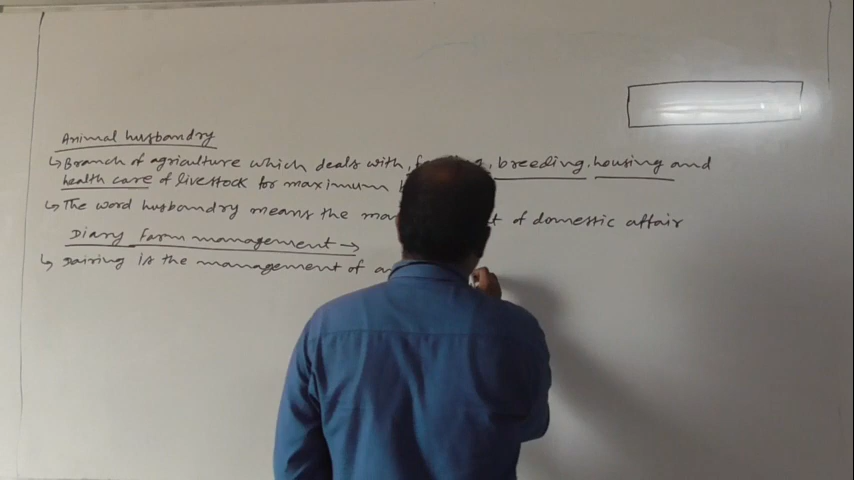 Animal husbandry
↳ Branch of agriculture which deals with, breeding, housing and
health care of livestock for maximum
↳ The word husbandry means the of domestic affair
Diary Farm management →
↳ Dairing is the management of